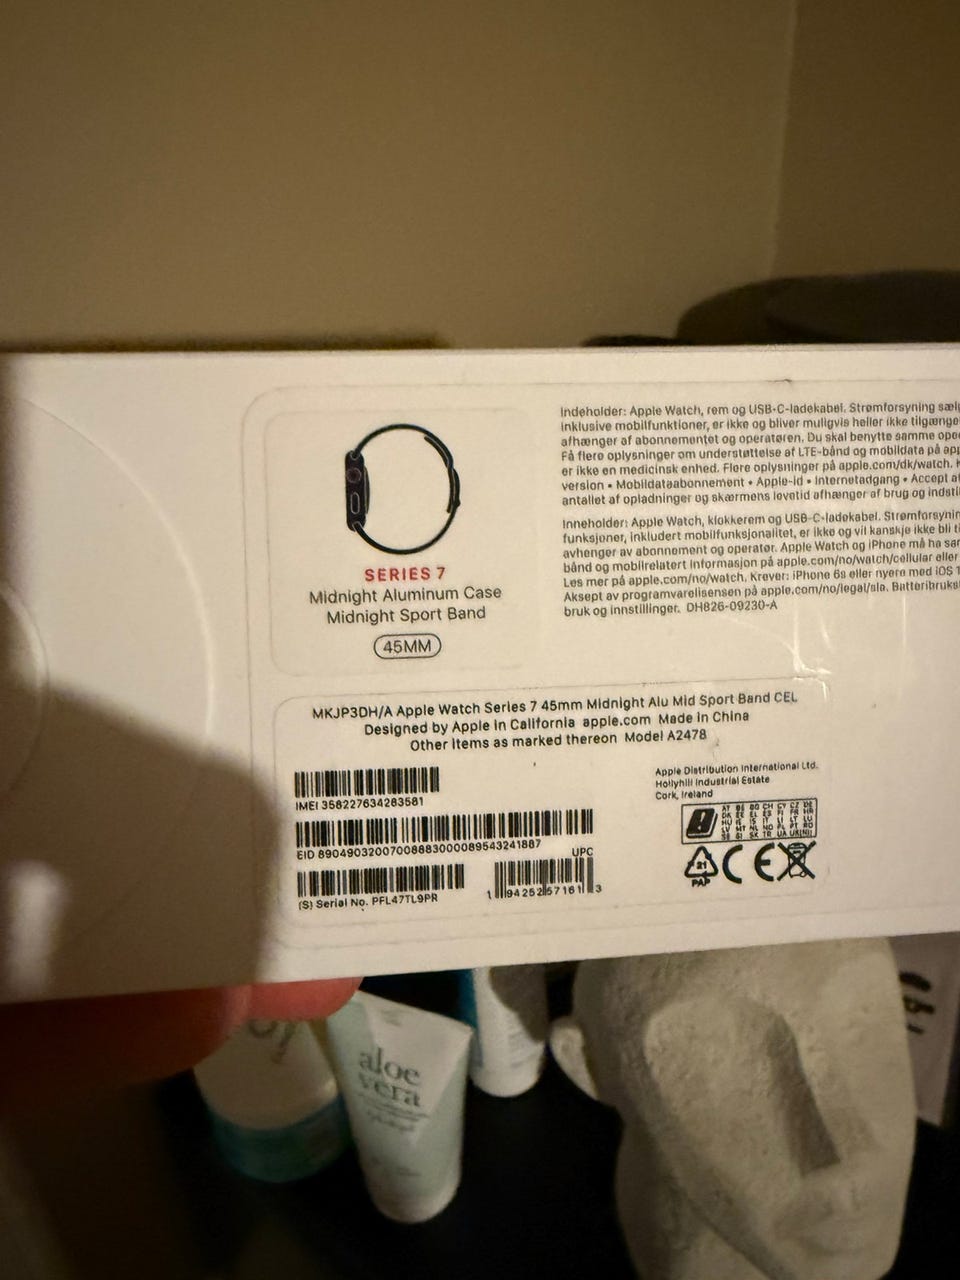 SERIES 7
Midnight Aluminum Case
Midnight Sport Band
45MM
Indeholder: Apple Watch, rem og USB-C-ladekabel. Strømforsyning
inklusive mobilfunktioner, er ikke og bliver muligvis heller ikke
afhænger af abonnementet og operatøren. Du skal benytte samme
Få flere oplysninger om understøttelse af LTE-bånd og mobildata på
er ikke en medicinsk enhed. Flere oplysninger på apple.com/dk/watch.
version • Mobildataabonnement • Apple-id • Internetadgang • Accept
antallet af opladninger og skærmens levetid afhænger af brug og
Inneholder: Apple Watch, klokkerem og USB-C-ladekabel.
funksjoner, inkludert mobilfunksjonalitet, er ikke og vil kanskje ikke bli
avhenger av abonnement og operatør. Apple Watch og iPhone må ha
bånd og mobilrelatert informasjon på apple.com/no/watch/cellular eller
Les mer på apple.com/no/watch. Krever: iPhone 6s eller nyere med iOS
Aksept av programvarelisensen på apple.com/no/legal/sla.
bruk og innstillinger. DH826-09230-A
MKJP3DH/A Apple Watch Series 7 45mm Midnight Alu Mid Sport Band CEL
Designed by Apple in California apple.com Made in China
Other items as marked thereon Model A2478
IMEI 358227634283581
EID 89049032007008883000089543241887
(S) Serial No. PFL47TL9PR
UPC
1 94252 57161 3
Apple Distribution International Ltd.
Hollyhill Industrial Estate
Cork, Ireland
21
PAP
CE
aloe
vera